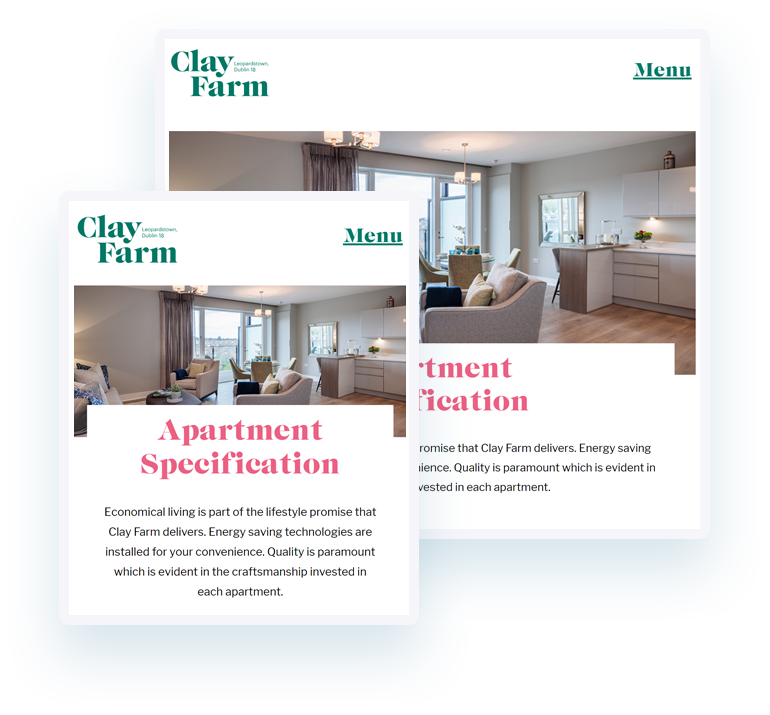 Clay
Leopardstown,
Dublin 18
Farm
Menu
rtment
fication
romise that Clay Farm delivers. Energy saving
nience. Quality is paramount which is evident in
vested in each apartment.
Clay
Leopardstown,
Dublin 18
Farm
Menu
Apartment
Specification
Economical living is part of the lifestyle promise that
Clay Farm delivers. Energy saving technologies are
installed for your convenience. Quality is paramount
which is evident in the craftsmanship invested in
each apartment.